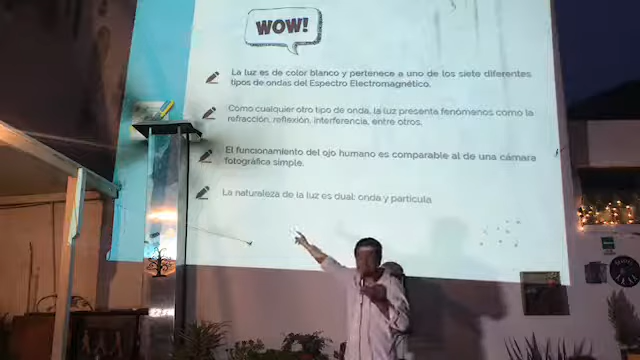 WOW!
La luz es de color blanco y pertenece a uno de los siete diferentes
tipos de ondas del Espectro Electromagnético.
Como cualquier otro tipo de onda, la luz presenta fenómenos como la
refracción, reflexión, interferencia, entre otros.
El funcionamiento del ojo humano es comparable al de una cámara
fotográfica simple.
La naturaleza de la luz es dual: onda y partícula